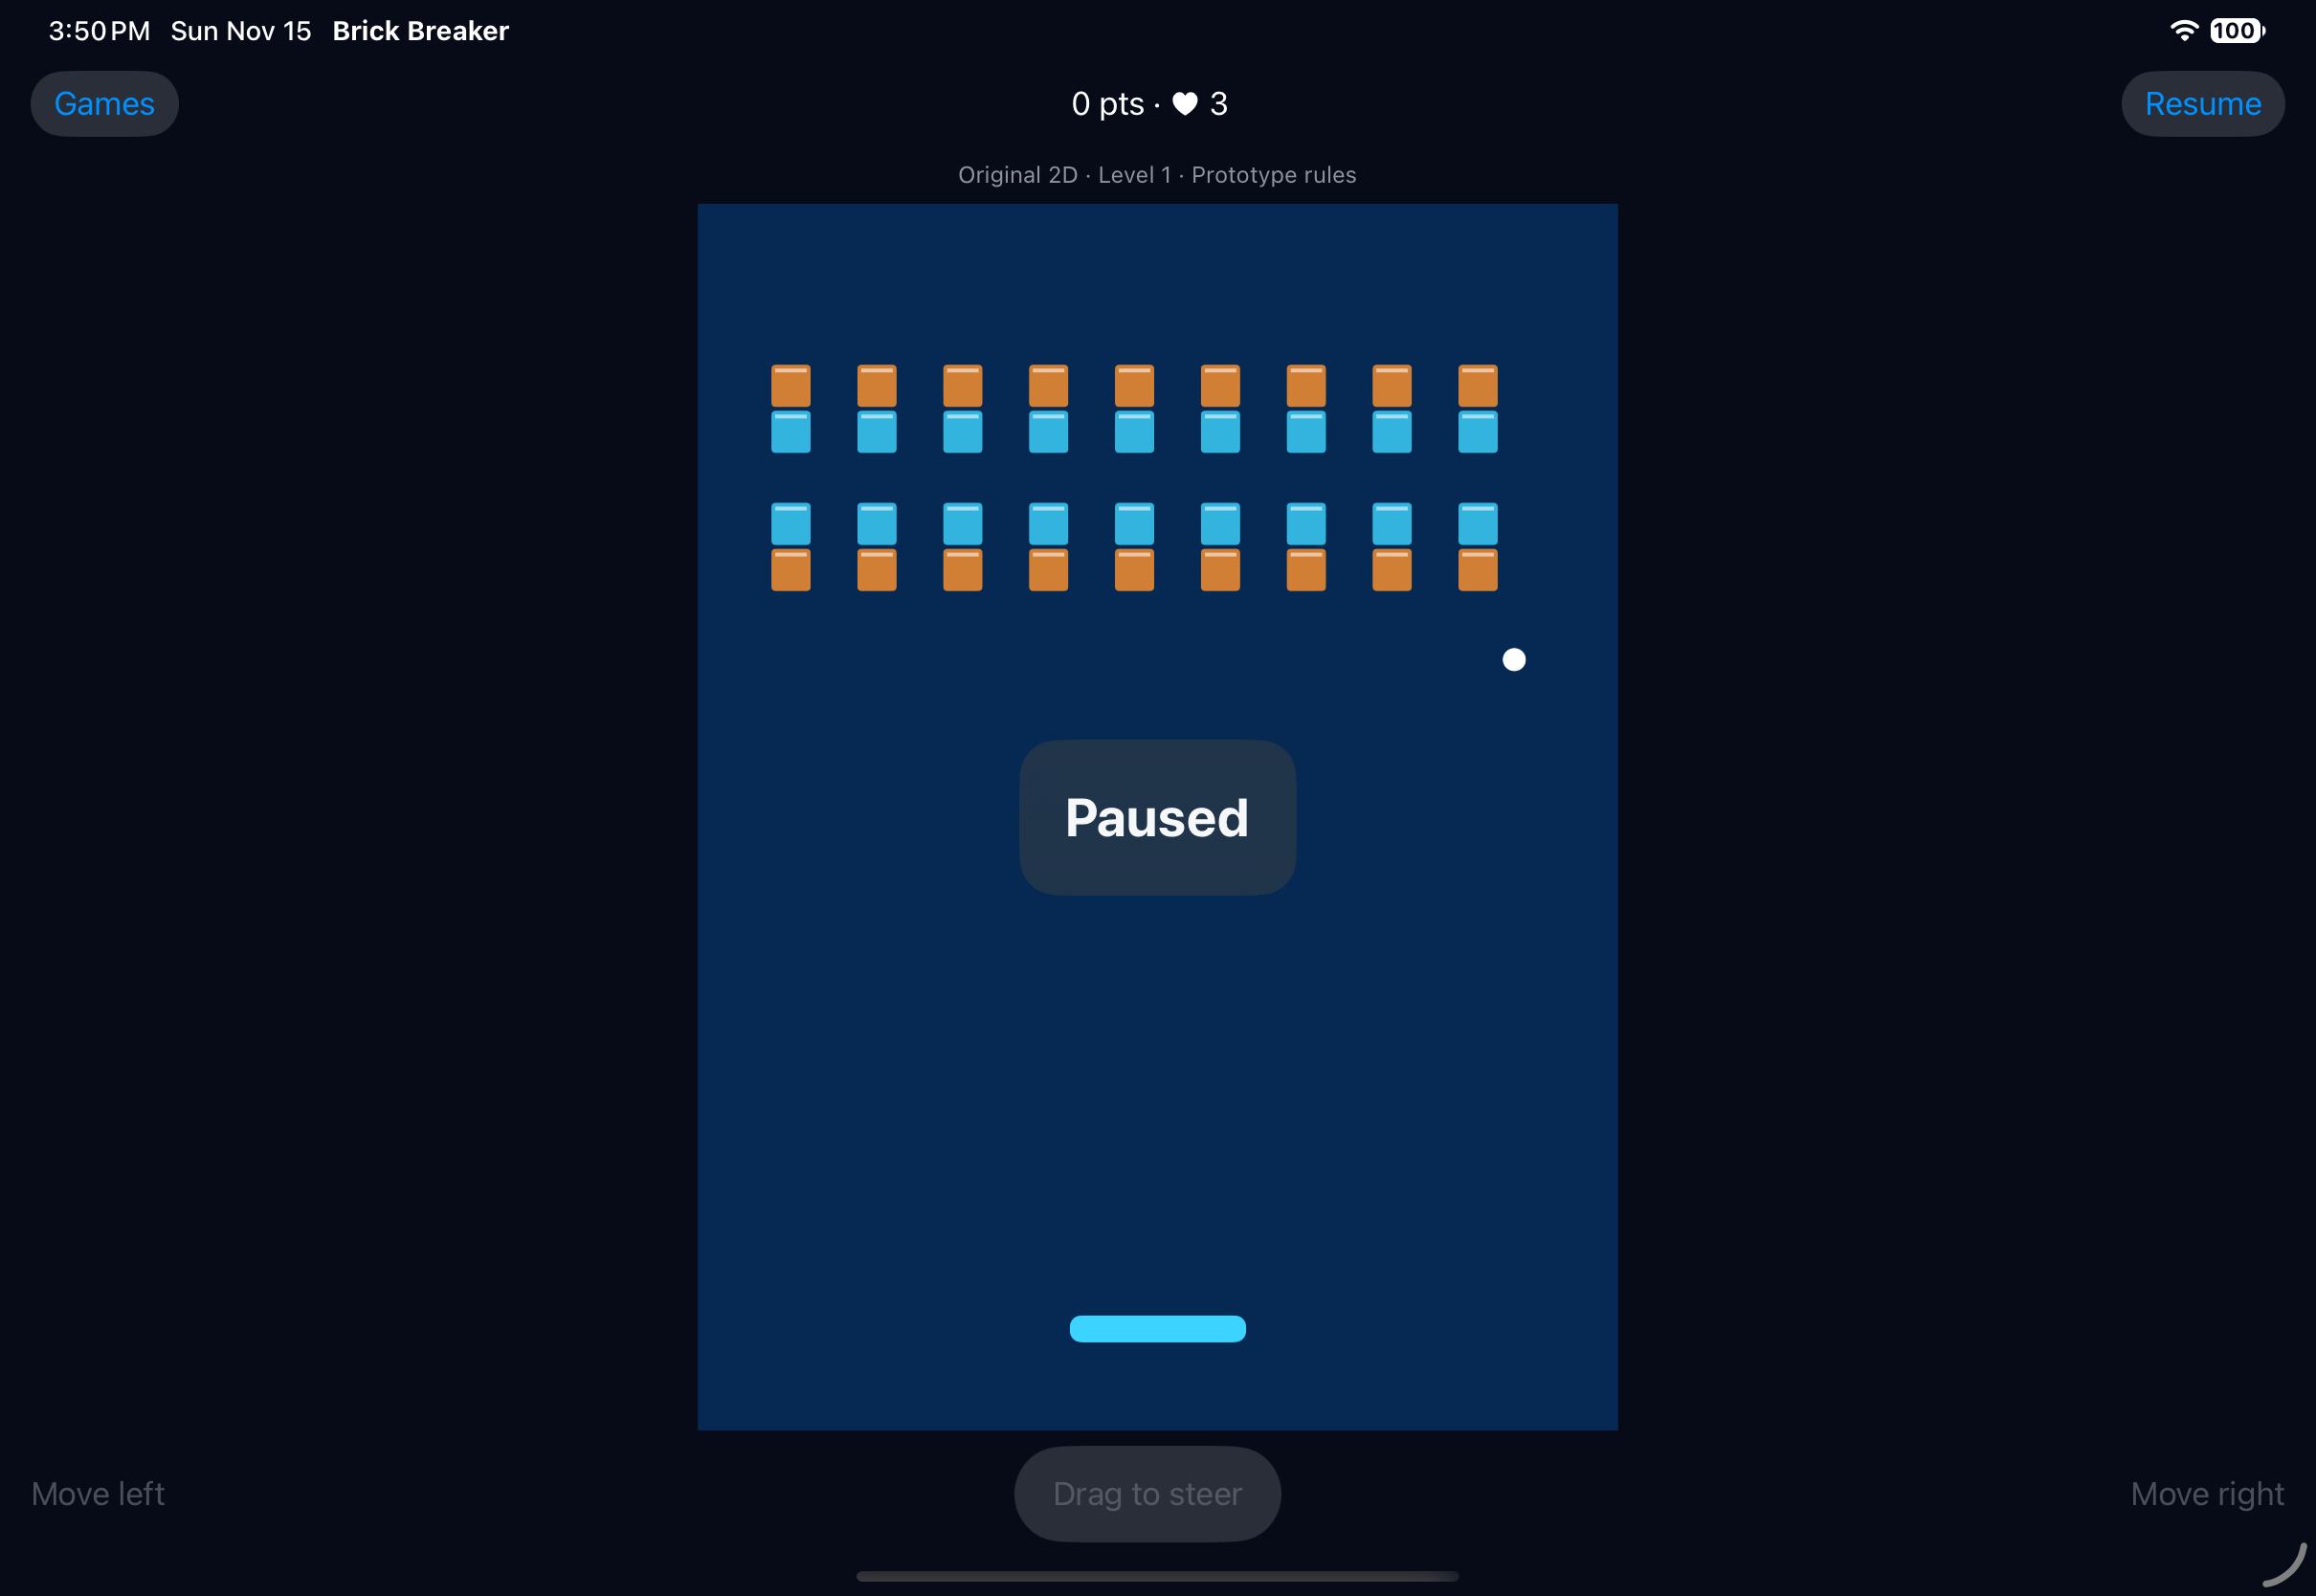 3:50 PM Sun Nov 15 Brick Breaker 100
Games 0 pts · 3 Resume
Original 2D · Level 1 · Prototype rules
Paused
Move left Drag to steer Move right